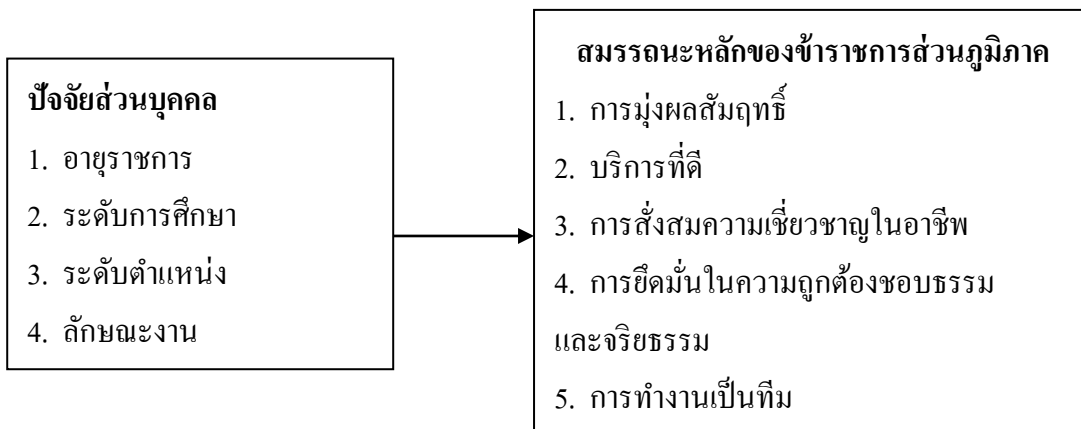 ปัจจัยส่วนบุคคล
1. อายุราชการ
2. ระดับการศึกษา
3. ระดับตำแหน่ง
4. ลักษณะงาน
สมรรถนะหลักของข้าราชการส่วนภูมิภาค
1. การมุ่งผลสัมฤทธิ์
2. บริการที่ดี
3. การสั่งสมความเชี่ยวชาญในอาชีพ
4. การยึดมั่นในความถูกต้องชอบธรรม
และจริยธรรม
5. การทำงานเป็นทีม